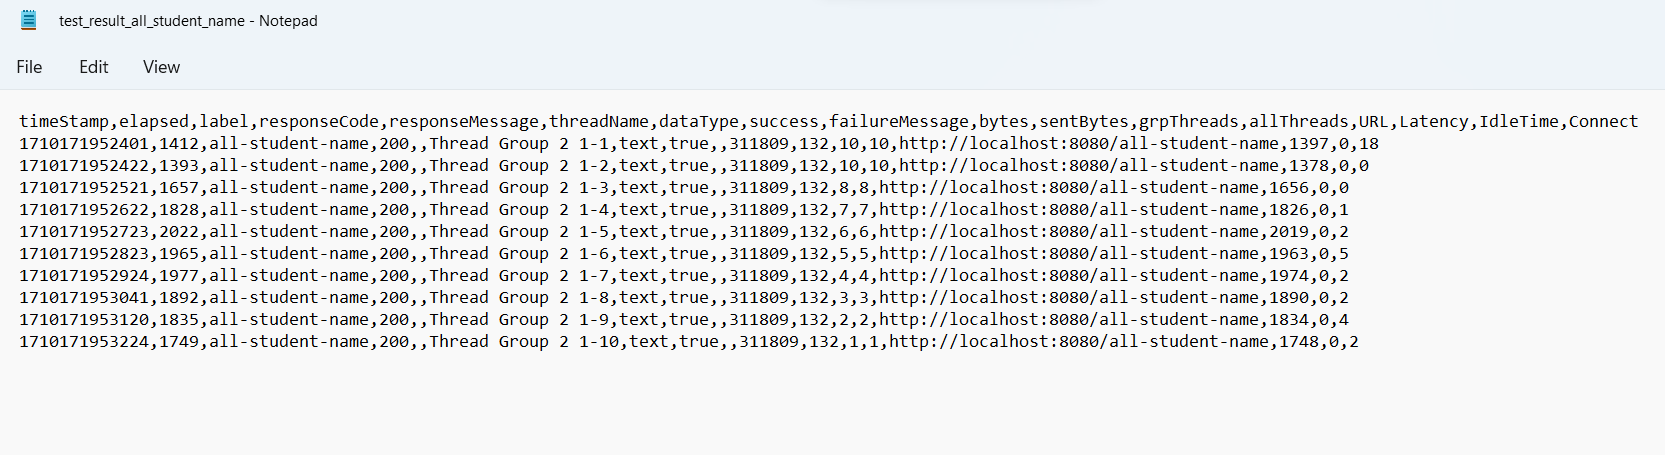 test_result_all_student_name - Notepad
File Edit View
timeStamp,elapsed,label,responseCode,responseMessage,threadName,dataType,success,failureMessage,bytes,sentBytes,grpThreads,allThreads,URL,Latency,IdleTime,Connect
1710171952401,1412,all-student-name,200,,Thread Group 2 1-1,text,true,,311809,132,10,10,http://localhost:8080/all-student-name,1397,0,18
1710171952422,1393,all-student-name,200,,Thread Group 2 1-2,text,true,,311809,132,10,10,http://localhost:8080/all-student-name,1378,0,0
1710171952521,1657,all-student-name,200,,Thread Group 2 1-3,text,true,,311809,132,8,8,http://localhost:8080/all-student-name,1656,0,0
1710171952622,1828,all-student-name,200,,Thread Group 2 1-4,text,true,,311809,132,7,7,http://localhost:8080/all-student-name,1826,0,1
1710171952723,2022,all-student-name,200,,Thread Group 2 1-5,text,true,,311809,132,6,6,http://localhost:8080/all-student-name,2019,0,2
1710171952823,1965,all-student-name,200,,Thread Group 2 1-6,text,true,,311809,132,5,5,http://localhost:8080/all-student-name,1963,0,5
1710171952924,1977,all-student-name,200,,Thread Group 2 1-7,text,true,,311809,132,4,4,http://localhost:8080/all-student-name,1974,0,2
1710171953041,1892,all-student-name,200,,Thread Group 2 1-8,text,true,,311809,132,3,3,http://localhost:8080/all-student-name,1890,0,2
1710171953120,1835,all-student-name,200,,Thread Group 2 1-9,text,true,,311809,132,2,2,http://localhost:8080/all-student-name,1834,0,4
1710171953224,1749,all-student-name,200,,Thread Group 2 1-10,text,true,,311809,132,1,1,http://localhost:8080/all-student-name,1748,0,2